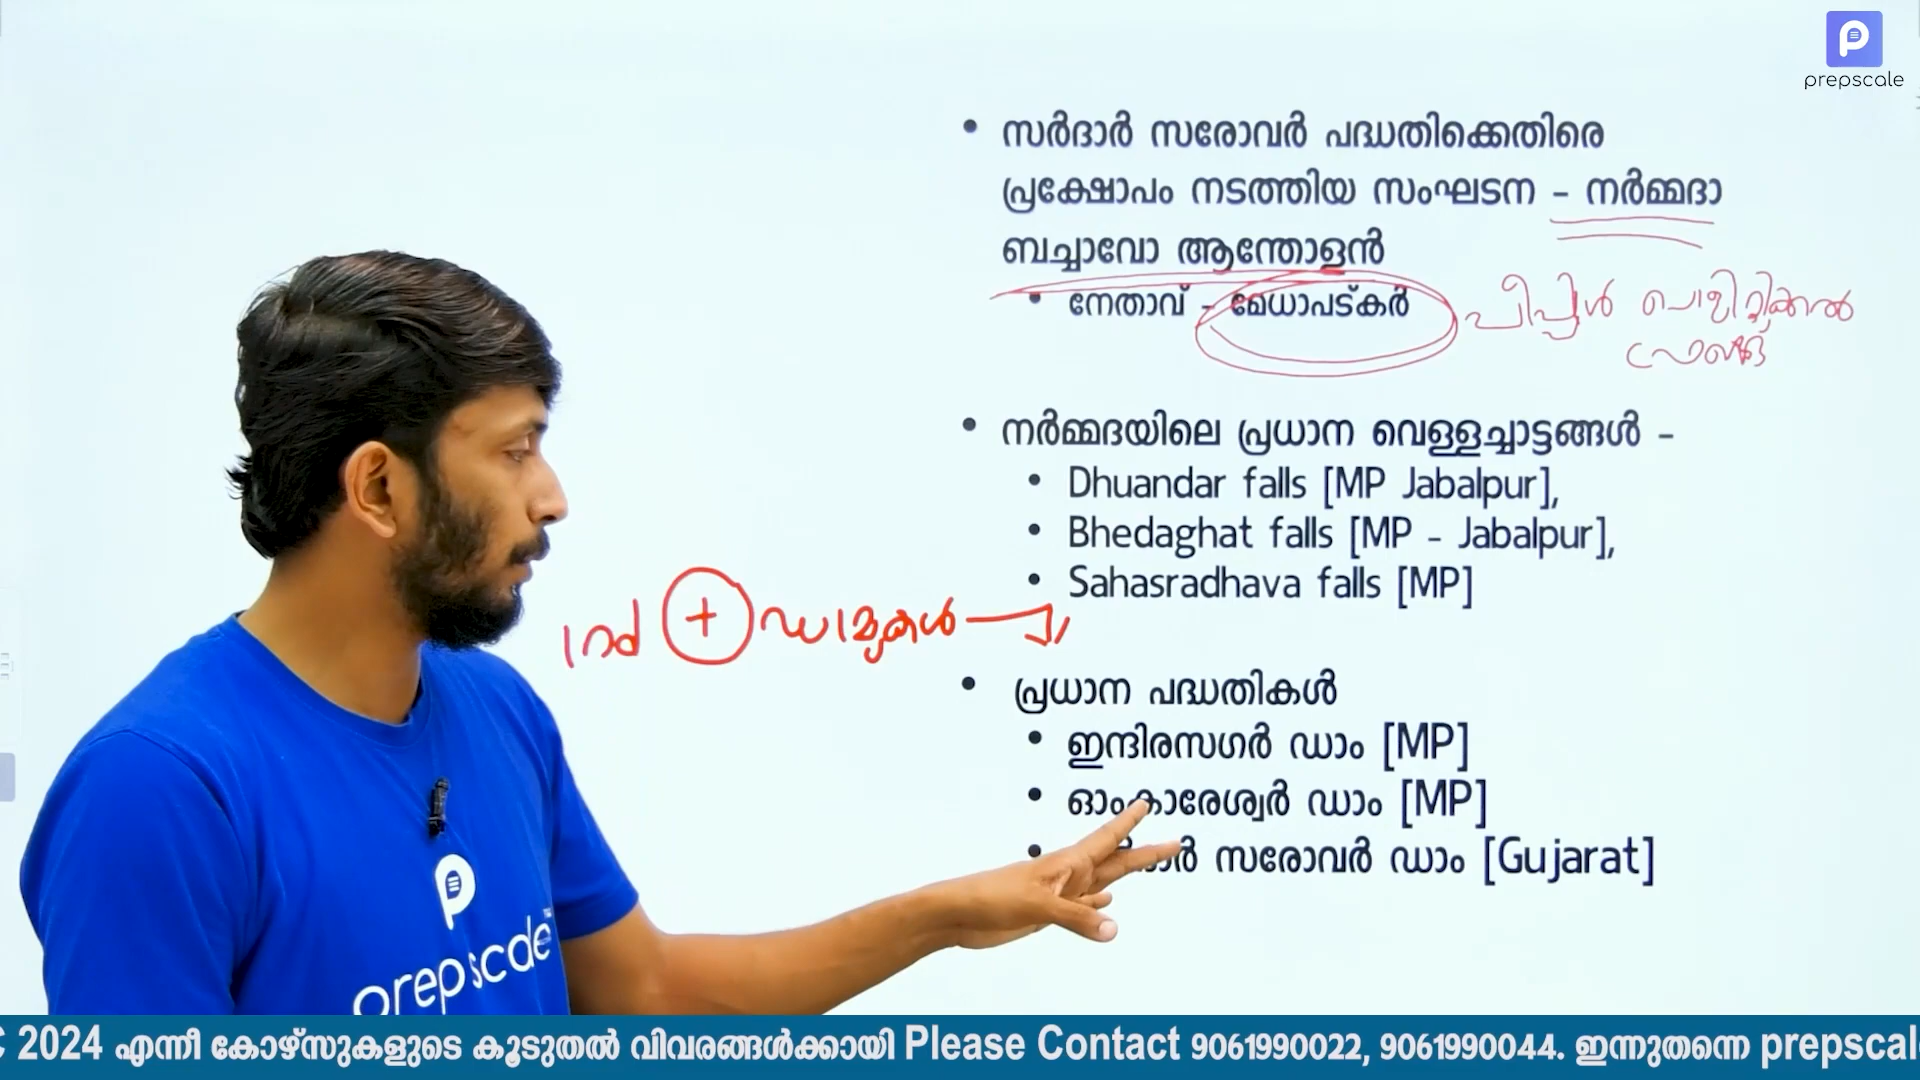 prepscale
• സർദാർ സരോവർ പദ്ധതിക്കെതിരെ
പ്രക്ഷോപം നടത്തിയ സംഘടന – നർമ്മദാ
ബച്ചാവോ ആന്തോളൻ
• നേതാവ് – മേധാപട്കർ
പീപ്പിൾ പൊളിറ്റിക്കൽ
ഫ്രണ്ട്
• നർമ്മദയിലെ പ്രധാന വെള്ളച്ചാട്ടങ്ങൾ –
• Dhuandar falls [MP Jabalpur],
• Bhedaghat falls [MP – Jabalpur],
• Sahasradhava falls [MP]
+ ഡാമുകൾ
• പ്രധാന പദ്ധതികൾ
• ഇന്ദിരസഗർ ഡാം [MP]
• ഓംകാരേശ്വർ ഡാം [MP]
• സരോവർ ഡാം [Gujarat]
prepscale
2024 എന്നീ കോഴ്സുകളുടെ കൂടുതൽ വിവരങ്ങൾക്കായി Please Contact 9061990022, 9061990044. ഇന്നുതന്നെ prepscal